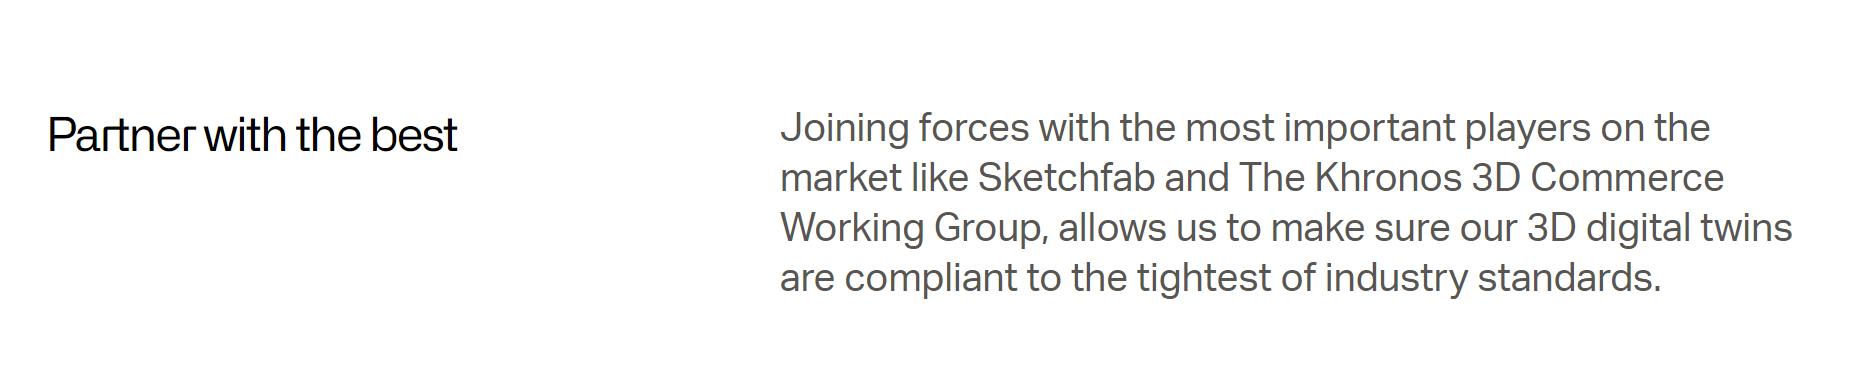 Partner with the best
Joining forces with the most important players on the
market like Sketchfab and The Khronos 3D Commerce
Working Group, allows us to make sure our 3D digital twins
are compliant to the tightest of industry standards.